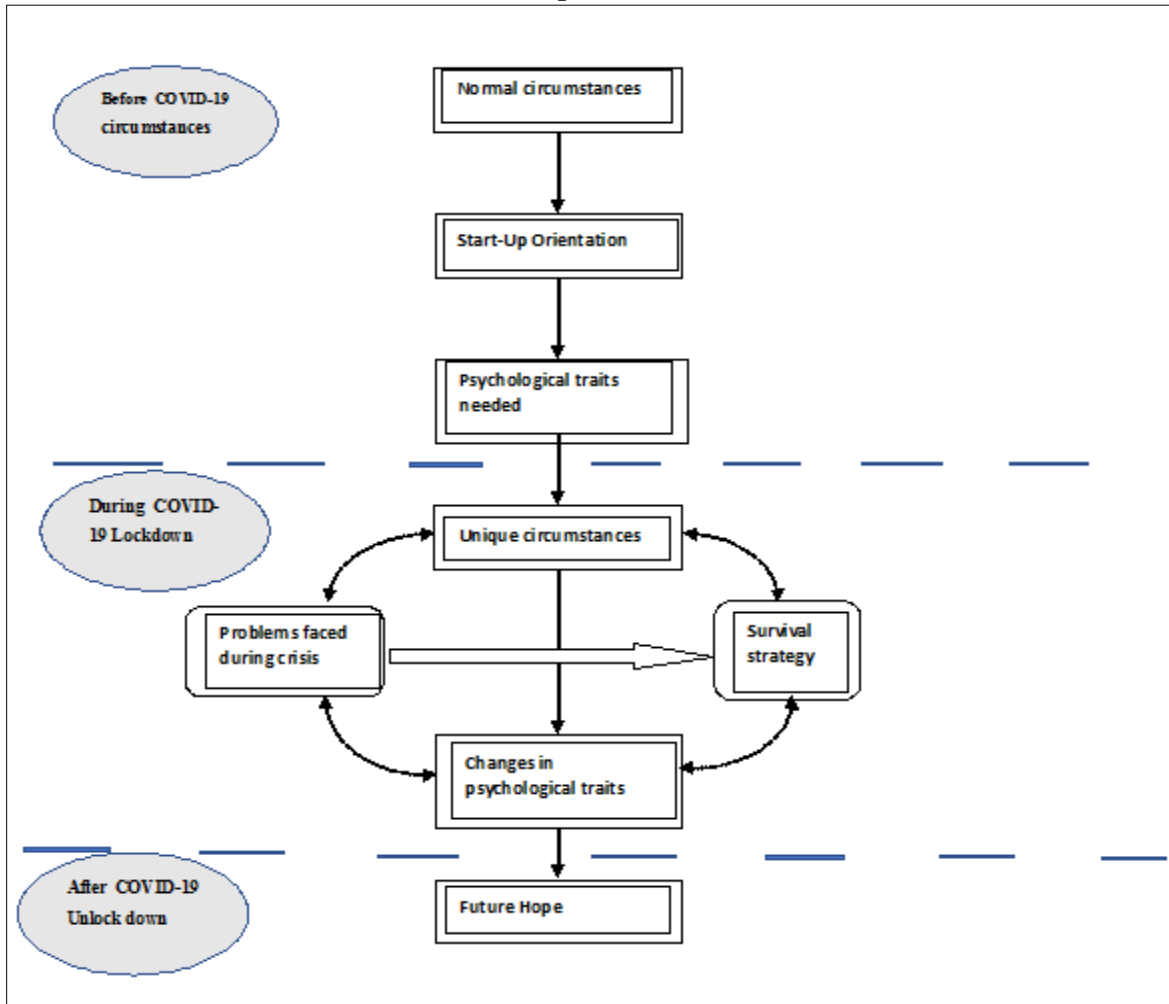 Before COVID-19
circumstances
Normal circumstances
Start-Up Orientation
Psychological traits
needed
During COVID-
19 Lockdown
Unique circumstances
Problems faced
during crisis
Survival
strategy
Changes in
psychological traits
After COVID-19
Unlock down
Future Hope